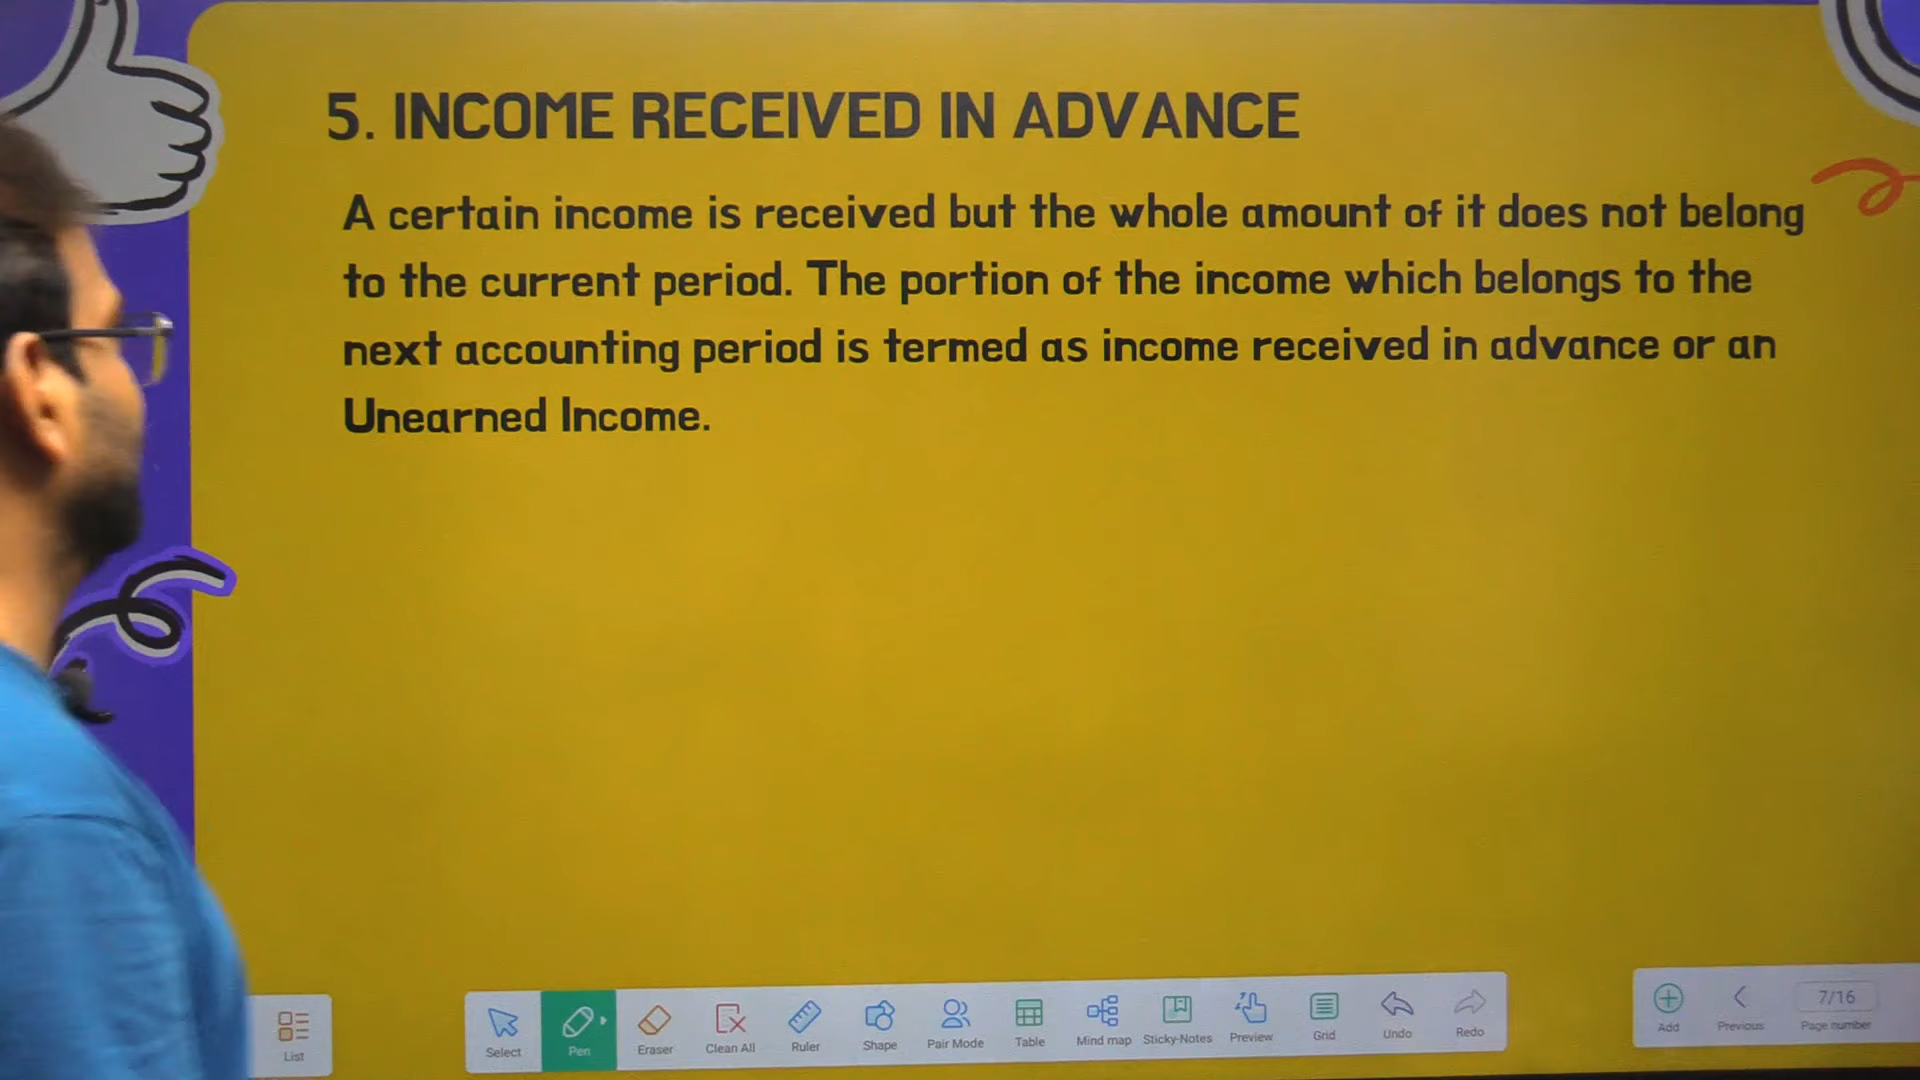 5. INCOME RECEIVED IN ADVANCE
A certain income is received but the whole amount of it does not belong
to the current period. The portion of the income which belongs to the
next accounting period is termed as income received in advance or an
Unearned Income.
List
Select
Pen
Eraser
Clean All
Ruler
Shape
Pair Mode
Table
Mind map
Sticky-Notes
Preview
Grid
Undo
Redo
Add
Previous
7/16
Page number